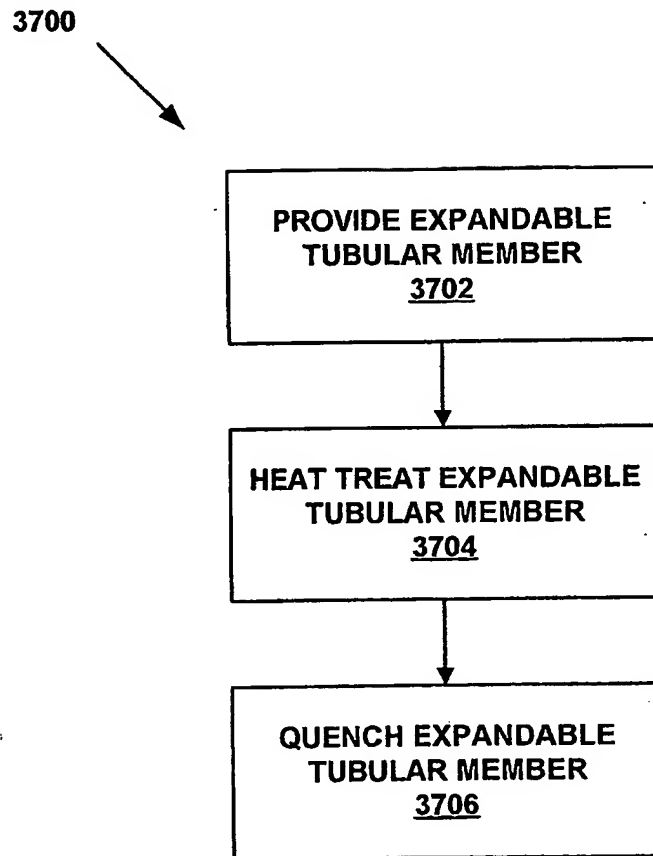 3700
PROVIDE EXPANDABLE
TUBULAR MEMBER
3702
HEAT TREAT EXPANDABLE
TUBULAR MEMBER
3704
QUENCH EXPANDABLE
TUBULAR MEMBER
3706